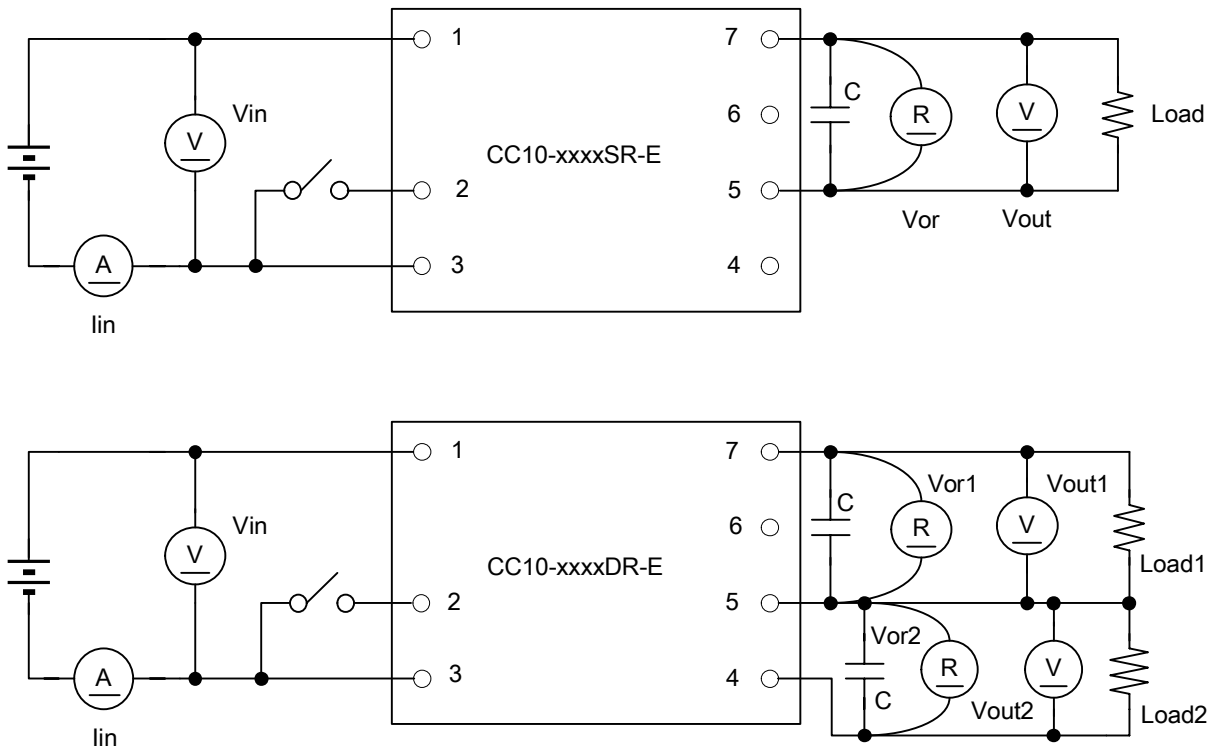 1
7
C
Vin
V
6
R
V
Load
CC10-xxxxSR-E
2
5
Vor
Vout
A
3
4
Iin
1
7
Vor1
Vout1
C
Vin
6
R
V
V
CC10-xxxxDR-E
Load1
2
5
Vor2
A
3
4
R
V
C
Vout2
Load2
Iin